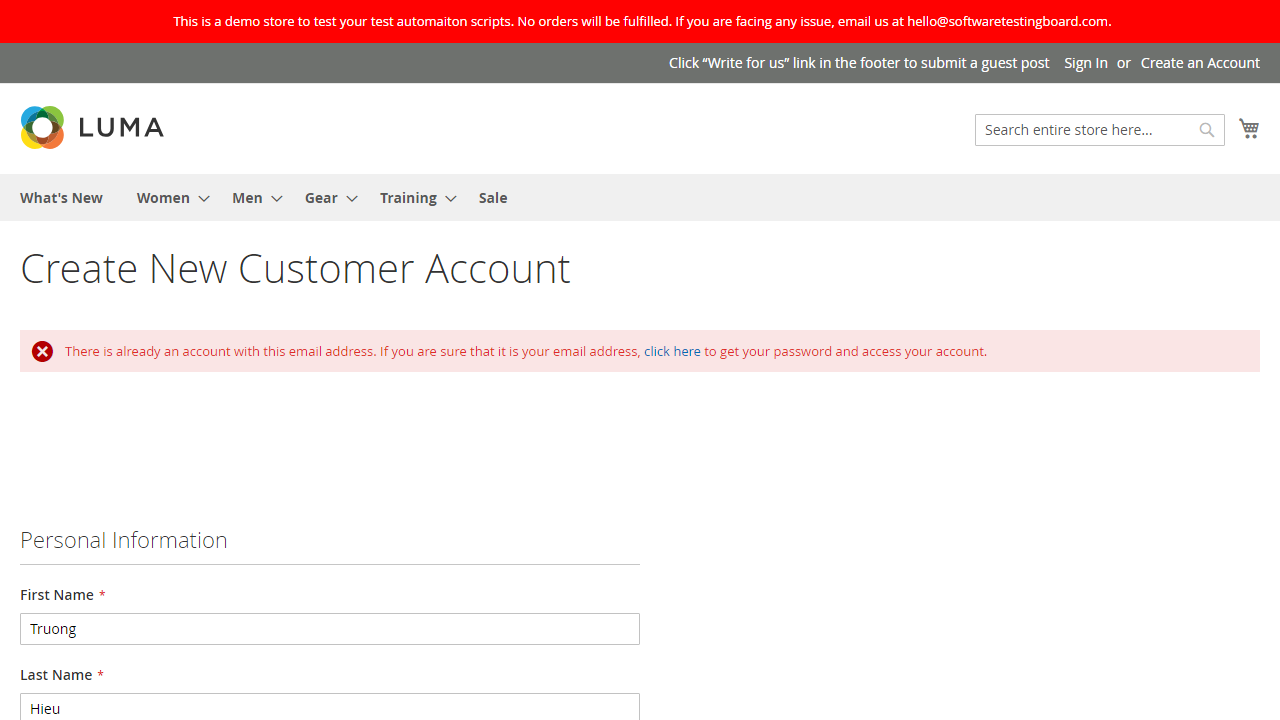 This is a demo store to test your test automaiton scripts. No orders will be fulfilled. If you are facing any issue, email us at hello@softwaretestingboard.com.
Click “Write for us” link in the footer to submit a guest post Sign In or Create an Account
LUMA
Search entire store here...
What's New Women Men Gear Training Sale
Create New Customer Account
There is already an account with this email address. If you are sure that it is your email address, click here to get your password and access your account.
Personal Information
First Name *
Truong
Last Name *
Hieu